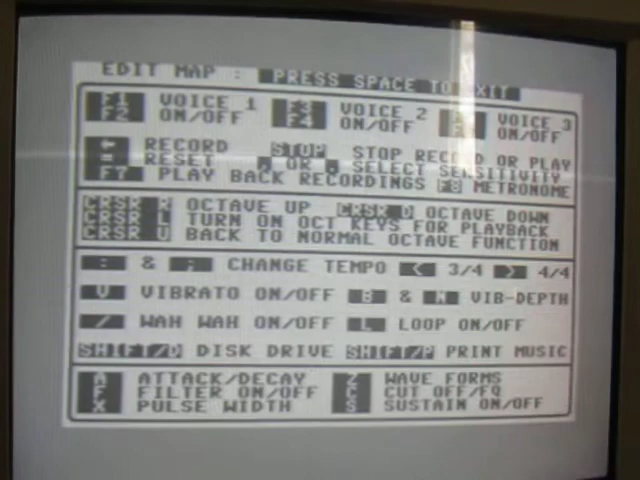 EDIT MAP : PRESS SPACE TO EXIT
F1 VOICE 1 F3 VOICE 2 VOICE 3
F2 ON/OFF F4 ON/OFF ON/OFF
← RECORD STOP STOP RECORD OR PLAY
= RESET , OR . SELECT SENSITIVITY
F7 PLAY BACK RECORDINGS F8 METRONOME
CRSR R OCTAVE UP CRSR D OCTAVE DOWN
CRSR L TURN ON OCT KEYS FOR PLAYBACK
CRSR U BACK TO NORMAL OCTAVE FUNCTION
: & ; CHANGE TEMPO < 3/4 > 4/4
V VIBRATO ON/OFF B & N VIB-DEPTH
/ WAH WAH ON/OFF L LOOP ON/OFF
SHIFT/D DISK DRIVE SHIFT/P PRINT MUSIC
A ATTACK/DECAY Z WAVE FORMS
F FILTER ON/OFF C CUT OFF/FQ
X PULSE WIDTH S SUSTAIN ON/OFF